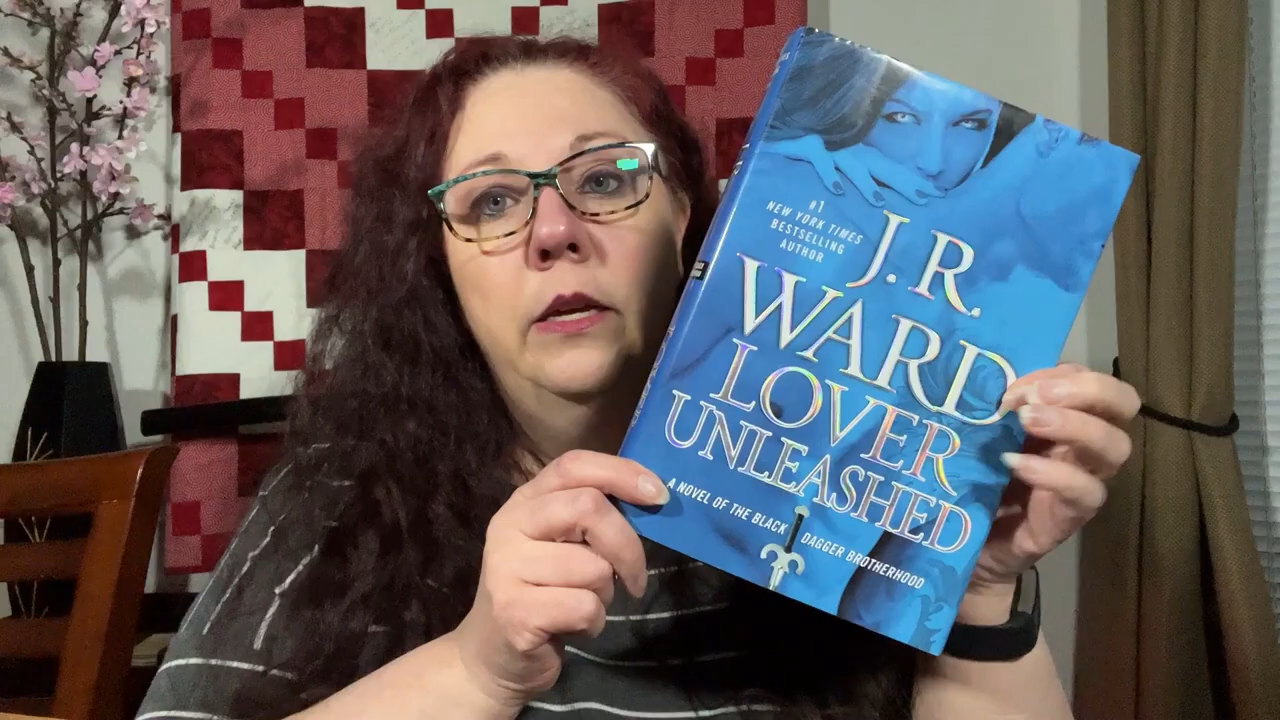 #1
NEW YORK TIMES
BESTSELLING
AUTHOR
J. R.
WARD
LOVER
UNLEASHED
A NOVEL OF THE BLACK DAGGER BROTHERHOOD